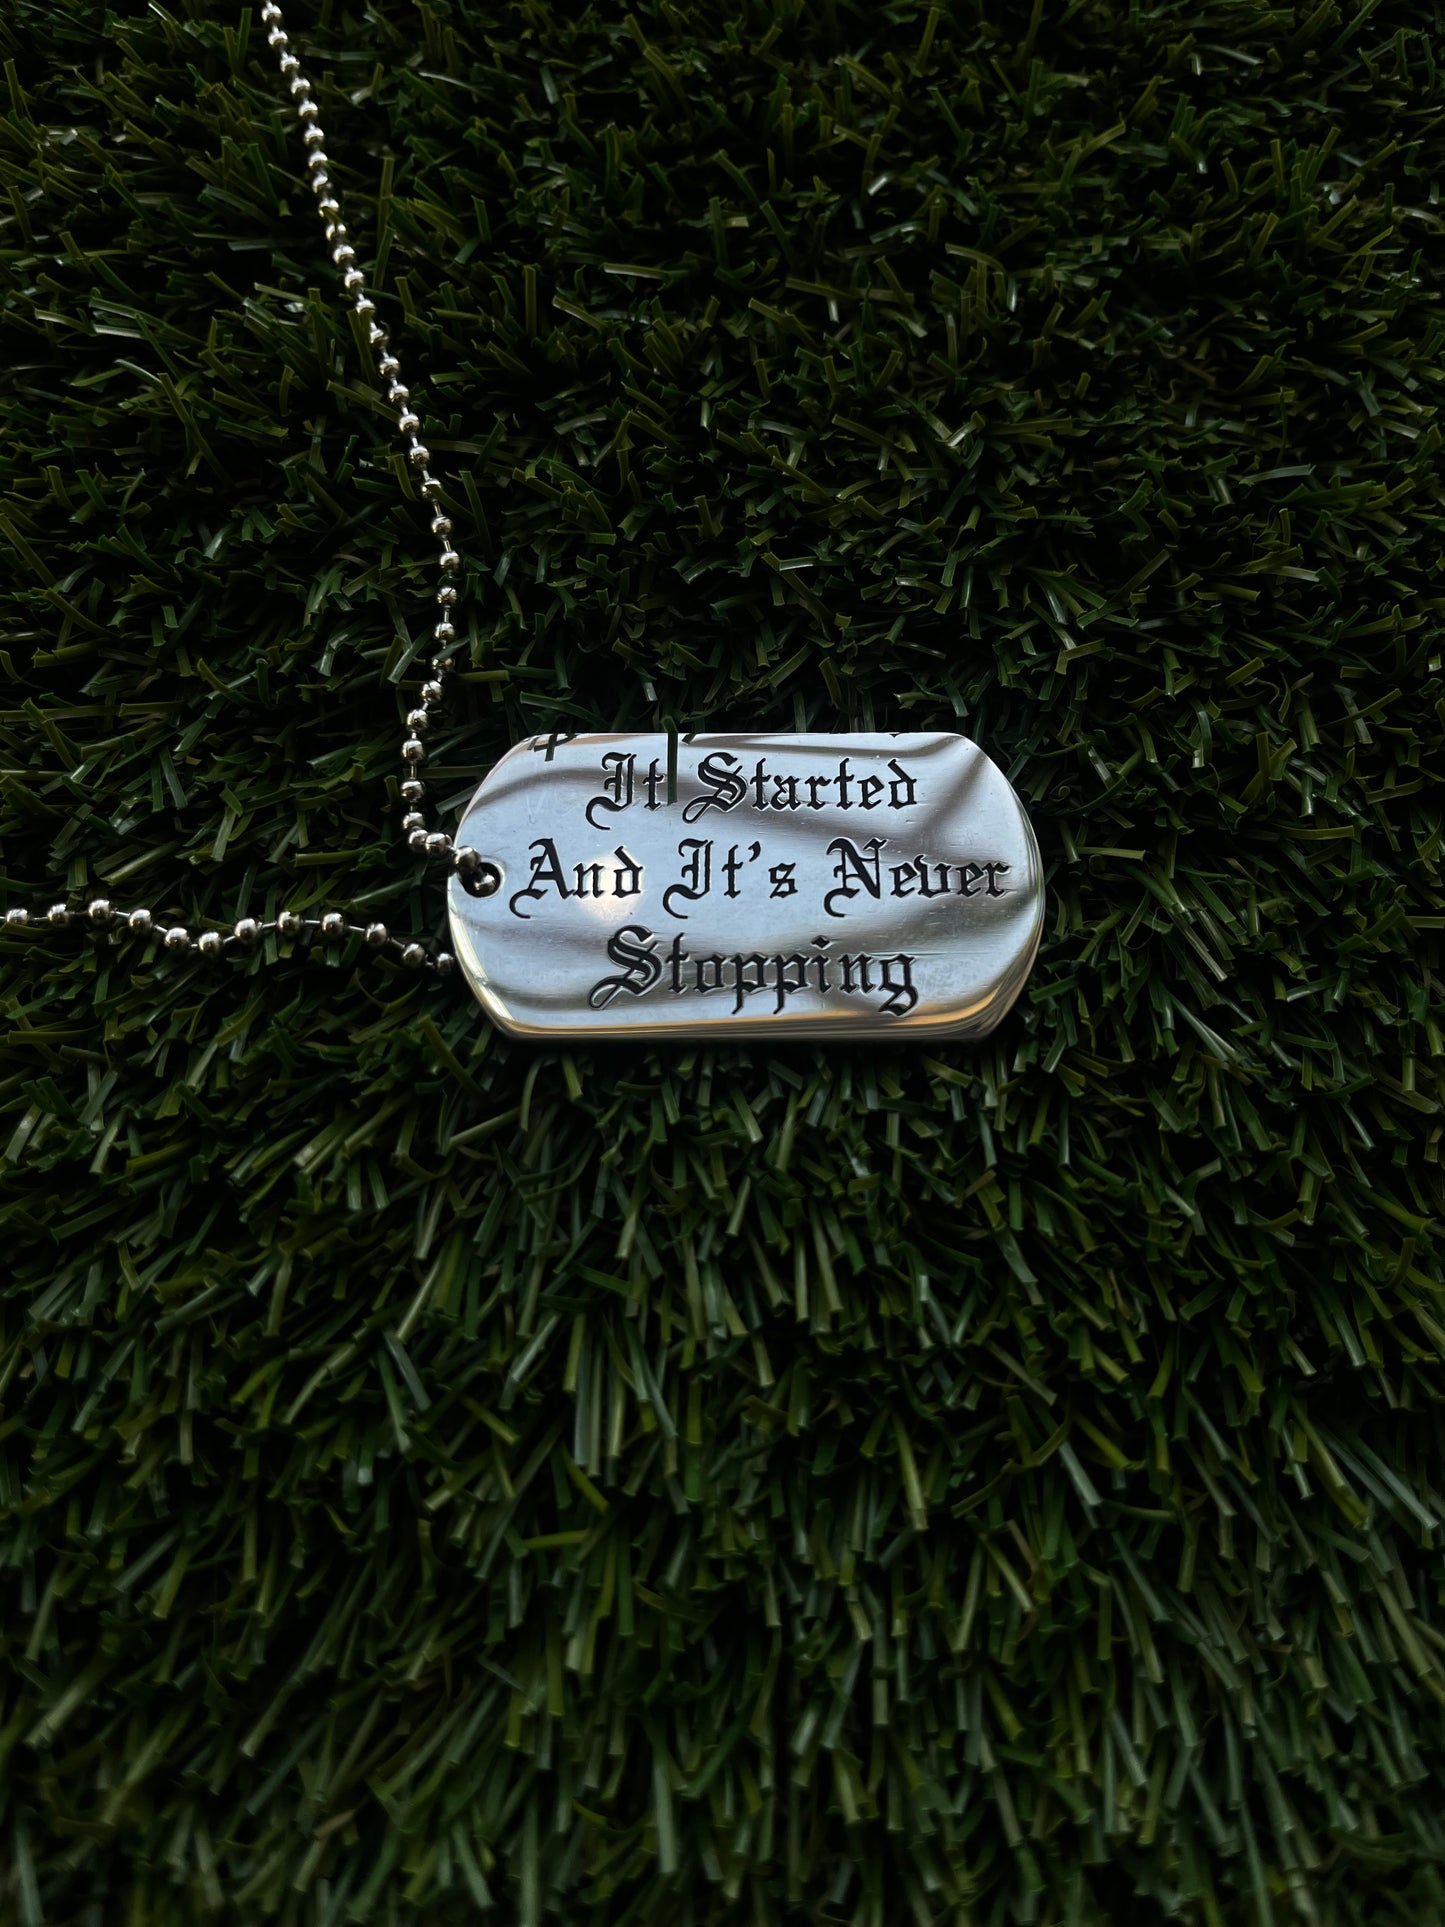 It Started
And It's Never
Stopping